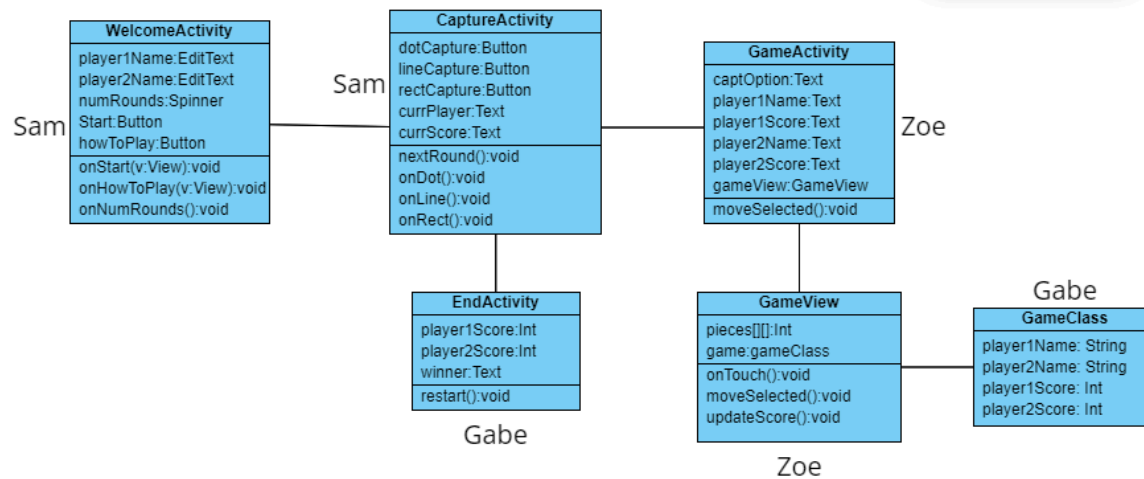 WelcomeActivity
player1Name:EditText
player2Name:EditText
numRounds:Spinner
Start:Button
howToPlay:Button
onStart(v:View):void
onHowToPlay(v:View):void
onNumRounds():void
Sam
CaptureActivity
dotCapture:Button
lineCapture:Button
rectCapture:Button
currPlayer:Text
currScore:Text
nextRound():void
onDot():void
onLine():void
onRect():void
Sam
GameActivity
captOption:Text
player1Name:Text
player1Score:Text
player2Name:Text
player2Score:Text
gameView:GameView
moveSelected():void
Zoe
EndActivity
player1Score:Int
player2Score:Int
winner:Text
restart():void
Gabe
GameView
pieces[][]:Int
game:gameClass
onTouch():void
moveSelected():void
updateScore():void
Zoe
Gabe
GameClass
player1Name: String
player2Name: String
player1Score: Int
player2Score: Int